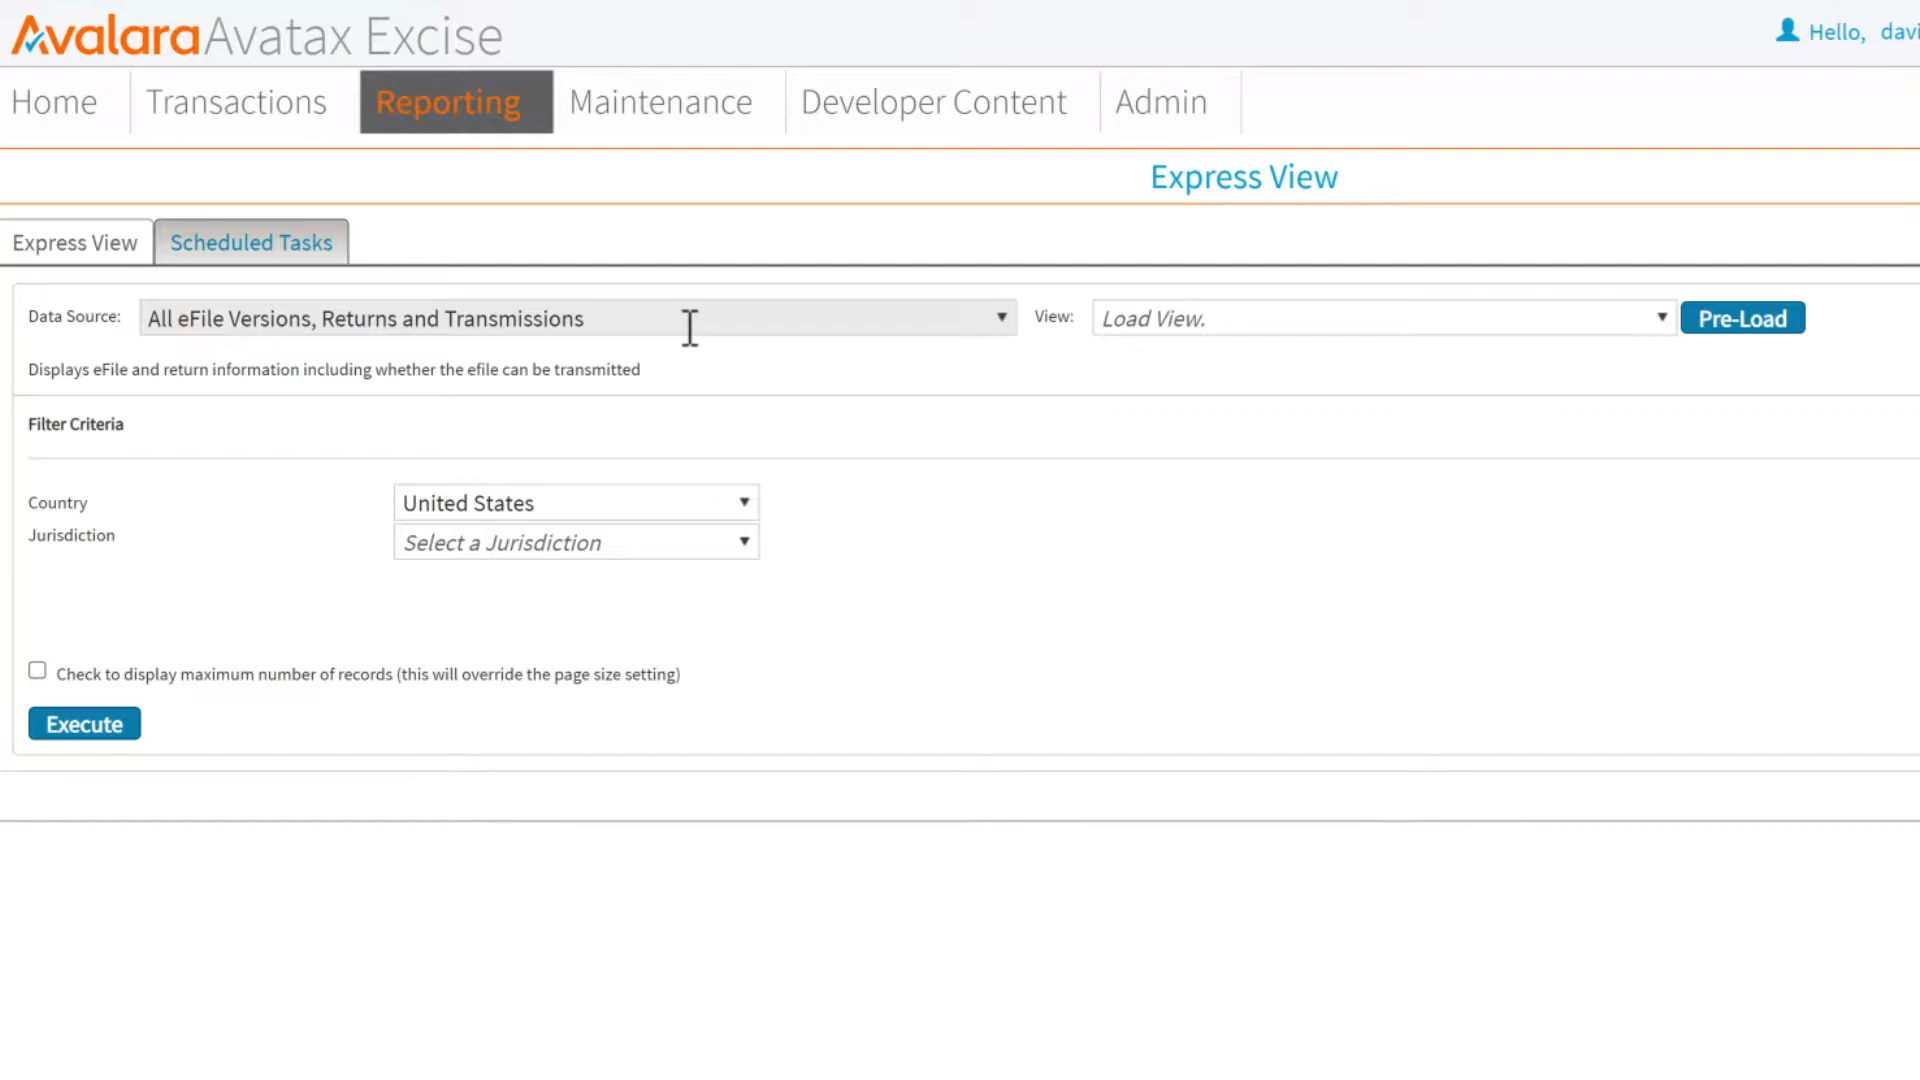 Avalara Avatax Excise
Hello, davi
Home Transactions Reporting Maintenance Developer Content Admin
Express View
Express View Scheduled Tasks
Data Source: All eFile Versions, Returns and Transmissions View: Load View. Pre-Load
Displays eFile and return information including whether the efile can be transmitted
Filter Criteria
Country United States
Jurisdiction Select a Jurisdiction
Check to display maximum number of records (this will override the page size setting)
Execute